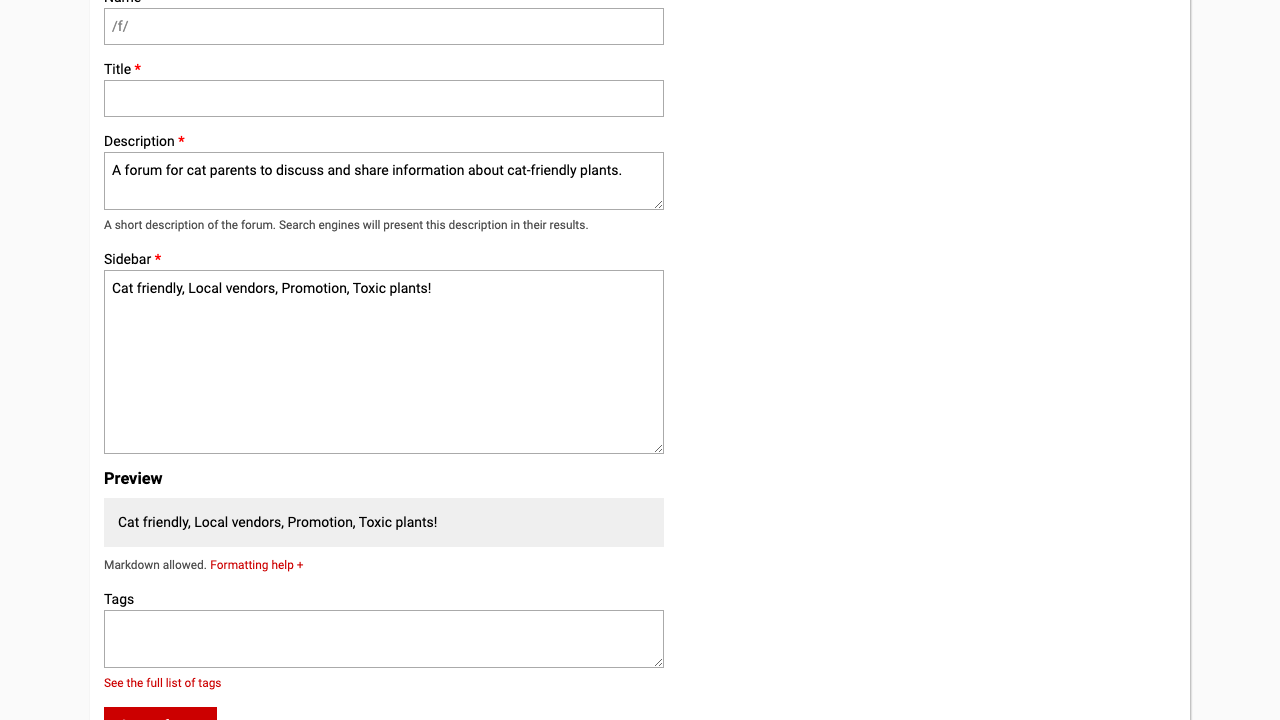 /f/
Title *
Description *
A forum for cat parents to discuss and share information about cat-friendly plants.
A short description of the forum. Search engines will present this description in their results.
Sidebar *
Cat friendly, Local vendors, Promotion, Toxic plants!
Preview
Cat friendly, Local vendors, Promotion, Toxic plants!
Markdown allowed. Formatting help +
Tags
See the full list of tags